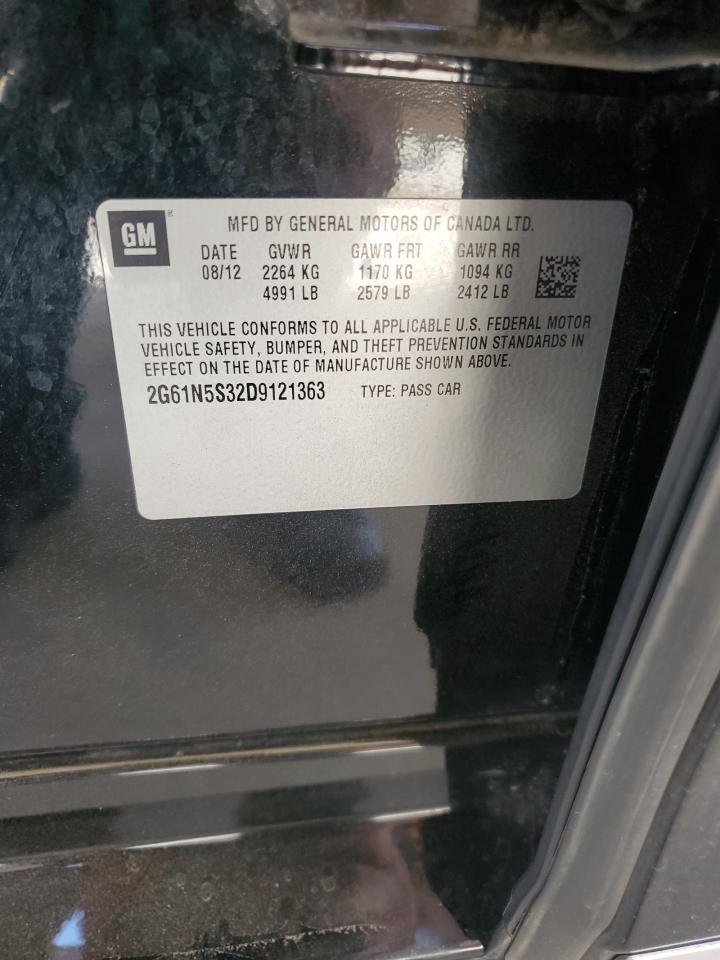 GM ® MFD BY GENERAL MOTORS OF CANADA LTD.
DATE GVWR GAWR FRT GAWR RR
08/12 2264 KG 1170 KG 1094 KG
4991 LB 2579 LB 2412 LB
THIS VEHICLE CONFORMS TO ALL APPLICABLE U.S. FEDERAL MOTOR
VEHICLE SAFETY, BUMPER, AND THEFT PREVENTION STANDARDS IN
EFFECT ON THE DATE OF MANUFACTURE SHOWN ABOVE.
2G61N5S32D9121363 TYPE: PASS CAR